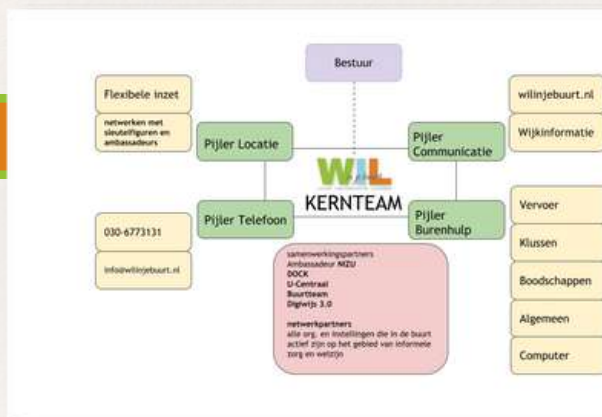 Bestuur
Flexibele inzet
netwerken met
sleutelfiguren en
ambassadeurs
Pijler Locatie
Pijler
Communicatie
wilinjebuurt.nl
Wijkinformatie
WIL
KERNTEAM
Pijler Telefoon
Pijler
Burenhulp
030-6773131
info@wilinjebuurt.nl
Vervoer
Klussen
Boodschappen
Algemeen
Computer
samenwerkingspartners
Ambassadeur NIZU
DOCK
U-Centraal
Buurtteam
Digiwijs 3.0
netwerkpartners
alle org. en instellingen die in de buurt
actief zijn op het gebied van informele
zorg en welzijn